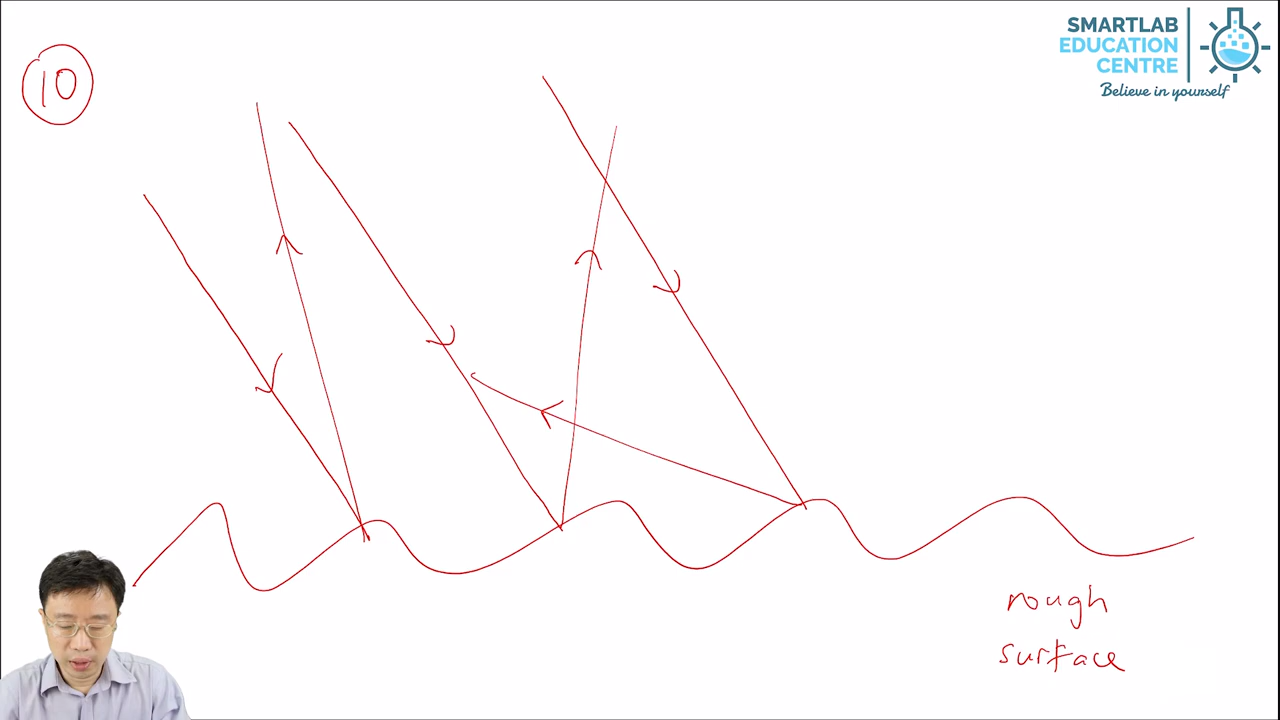 SMARTLAB
EDUCATION
CENTRE
Believe in yourself
10
rough
surface